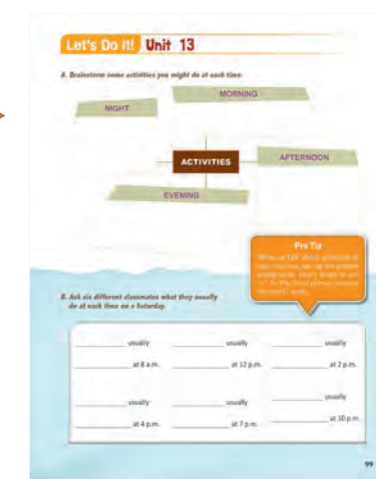 Let's Do It! Unit 13
A. Brainstorm some activities you might do at each time.
MORNING
NIGHT
ACTIVITIES
AFTERNOON
EVENING
Pro Tip
B. Ask six different classmates what they usually
do at each time on a Saturday.
usually usually usually
at 8 a.m. at 12 p.m. at 2 p.m.
usually usually usually
at 4 p.m. at 7 p.m. at 10 p.m.
99